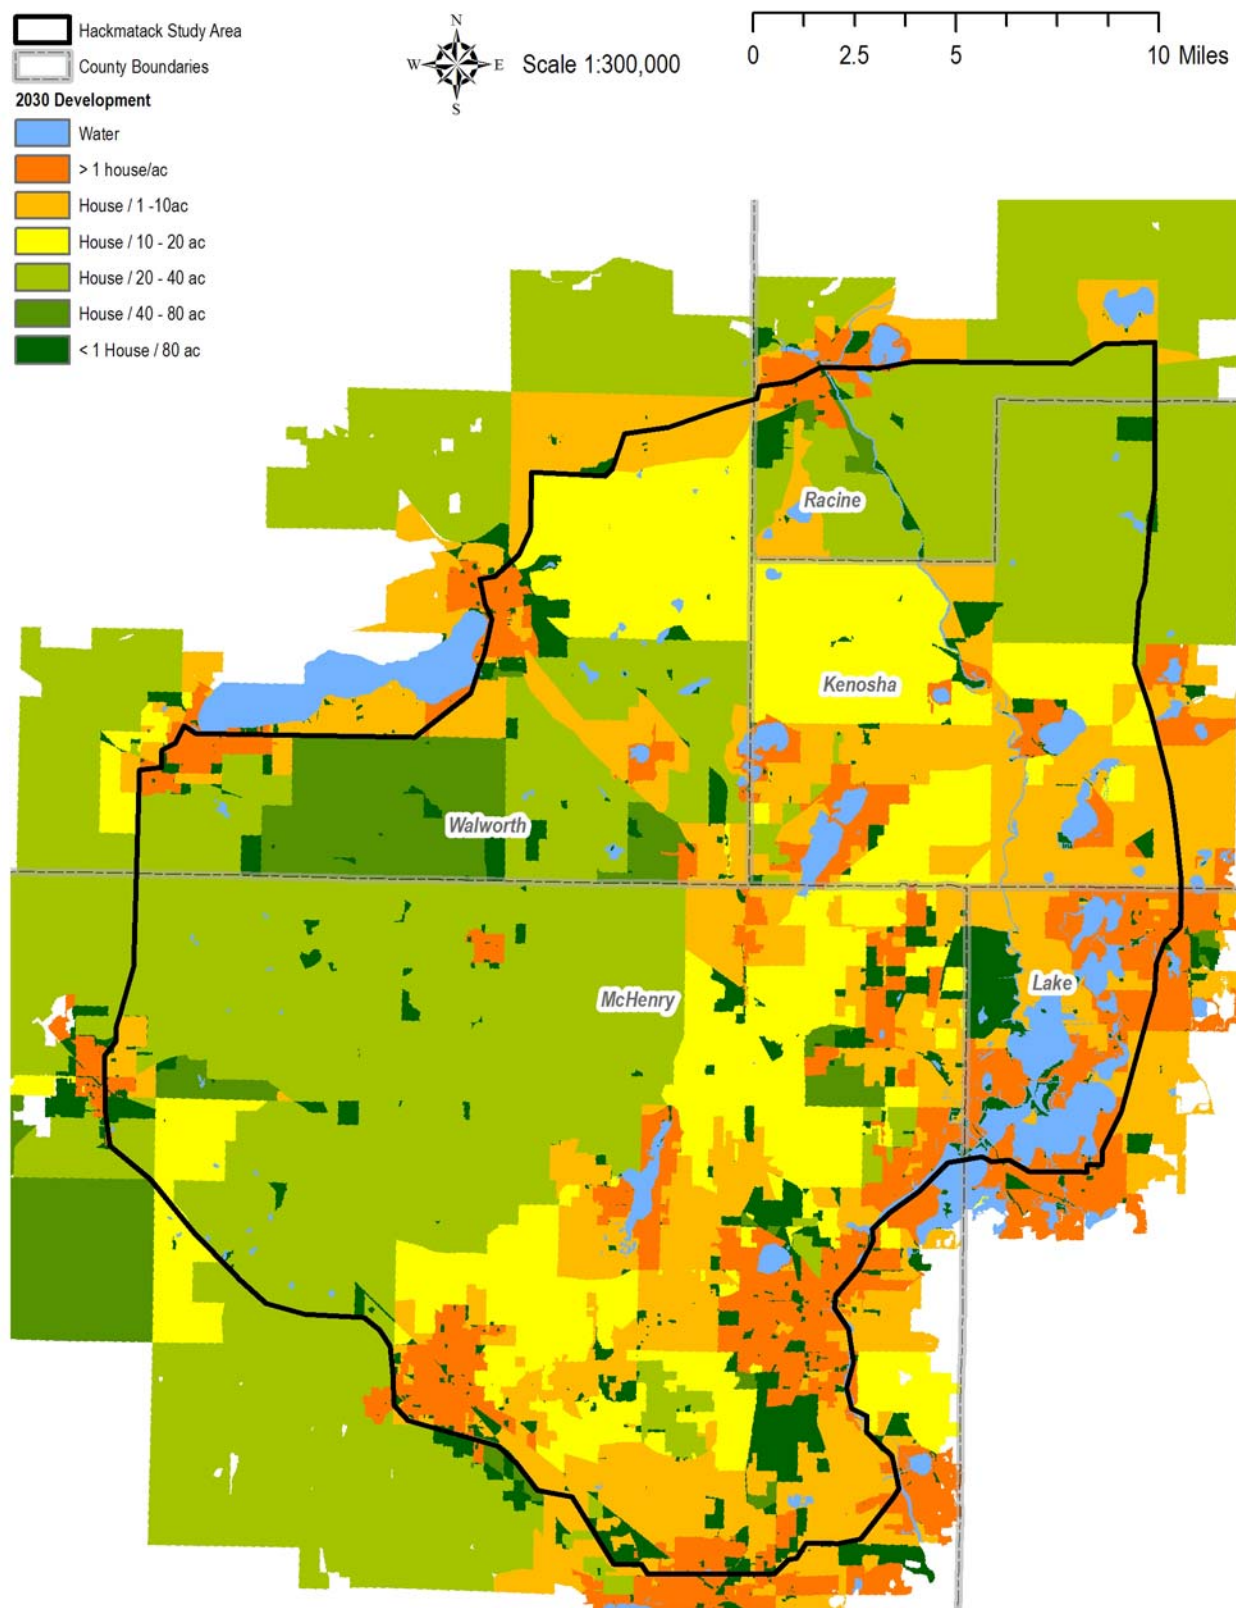 Hackmatack Study Area
County Boundaries
2030 Development
Water
> 1 house/ac
House / 1 -10ac
House / 10 - 20 ac
House / 20 - 40 ac
House / 40 - 80 ac
< 1 House / 80 ac
N
W E
S
Scale 1:300,000
0 2.5 5 10 Miles
Racine
Kenosha
Walworth
McHenry
Lake